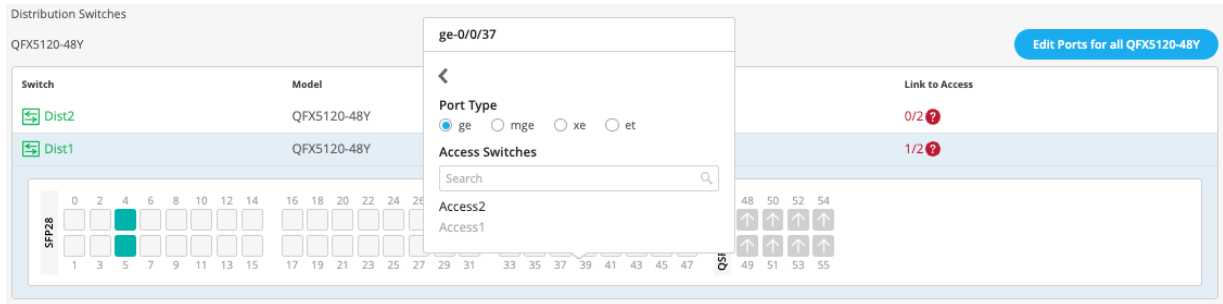 Distribution Switches
QFX5120-48Y
Edit Ports for all QFX5120-48Y
ge-0/0/37
Switch Model Link to Access
Dist2 QFX5120-48Y 0/2 ?
Dist1 QFX5120-48Y 1/2 ?
Port Type
ge mge xe et
Access Switches
Search
Access2
Access1
SFP28
0 2 4 6 8 10 12 14 16 18 20 22 24 48 50 52 54
1 3 5 7 9 11 13 15 17 19 21 23 25 27 29 31 33 35 37 39 41 43 45 47 49 51 53 55